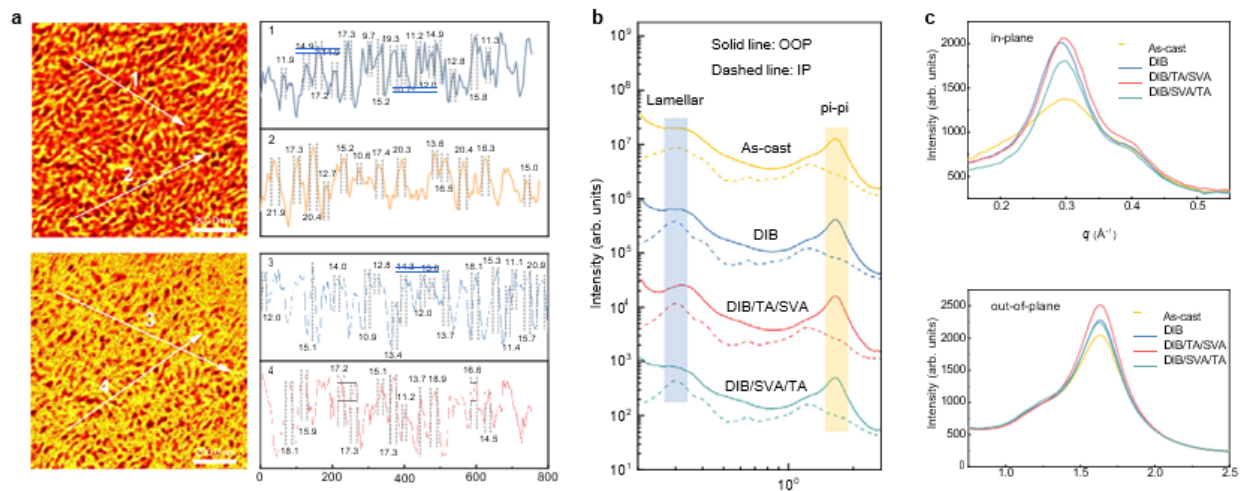 a
1
2
3
4
1
11.9
14.9
17.2
17.3
9.7
19.3
15.2
11.2
12.0
14.9
12.8
11.3
15.8
2
21.9
17.3
20.4
12.7
15.2
10.6
17.4
20.3
13.6
16.5
20.4
18.3
15.0
3
12.0
15.1
14.0
10.9
12.8
13.4
12.0
13.7
18.1
15.3
11.1
11.4
15.7
20.9
4
18.1
15.9
17.2
17.3
15.1
17.3
11.2
13.7
18.9
16.6
14.5
0 200 400 600 800
b
Solid line: OOP
Dashed line: IP
Lamellar
pi-pi
As-cast
DIB
DIB/TA/SVA
DIB/SVA/TA
Intensity (arb. units)
10⁹
10⁸
10⁷
10⁶
10⁵
10⁴
10³
10²
10¹
10⁰
c
in-plane
As-cast
DIB
DIB/TA/SVA
DIB/SVA/TA
Intensity (arb. units)
2000
1500
1000
500
0.2 0.3 0.4 0.5
q (Å⁻¹)
out-of-plane
As-cast
DIB
DIB/TA/SVA
DIB/SVA/TA
Intensity (arb. units)
2500
2000
1500
1000
500
0
1.0 1.5 2.0 2.5